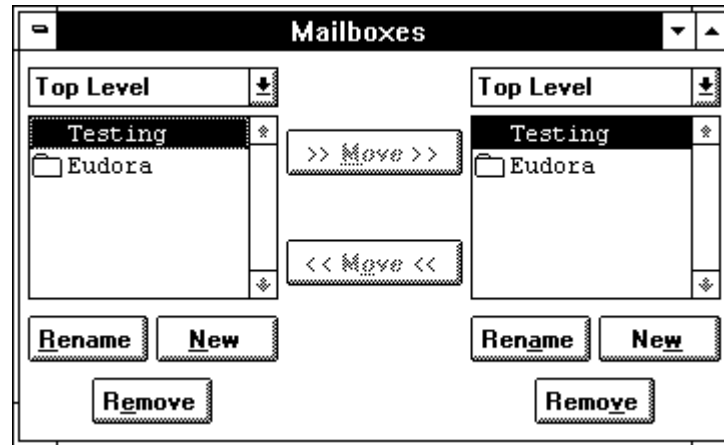 Mailboxes
Top Level
Testing
Eudora
>> Move >>
<< Move <<
Rename
New
Remove
Top Level
Testing
Eudora
Rename
New
Remove